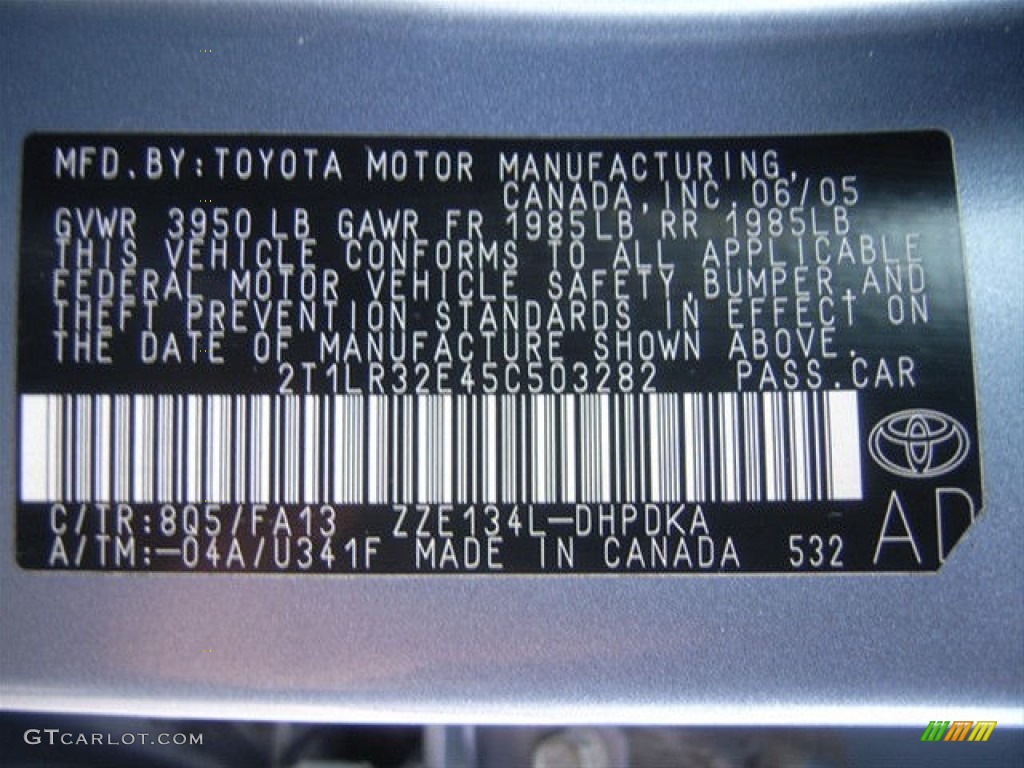 MFD.BY:TOYOTA MOTOR MANUFACTURING,
CANADA,INC. 06/05
GVWR 3950 LB GAWR FR 1985LB RR 1985LB
THIS VEHICLE CONFORMS TO ALL APPLICABLE
FEDERAL MOTOR VEHICLE SAFETY,BUMPER,AND
THEFT PREVENTION STANDARDS IN EFFECT ON
THE DATE OF MANUFACTURE SHOWN ABOVE.
2T1LR32E45C503282 PASS.CAR
C/TR:8Q5/FA13 ZZE134L-DHPDKA
A/TM:-04A/U341F MADE IN CANADA 532
AD
GTCARLOT.COM